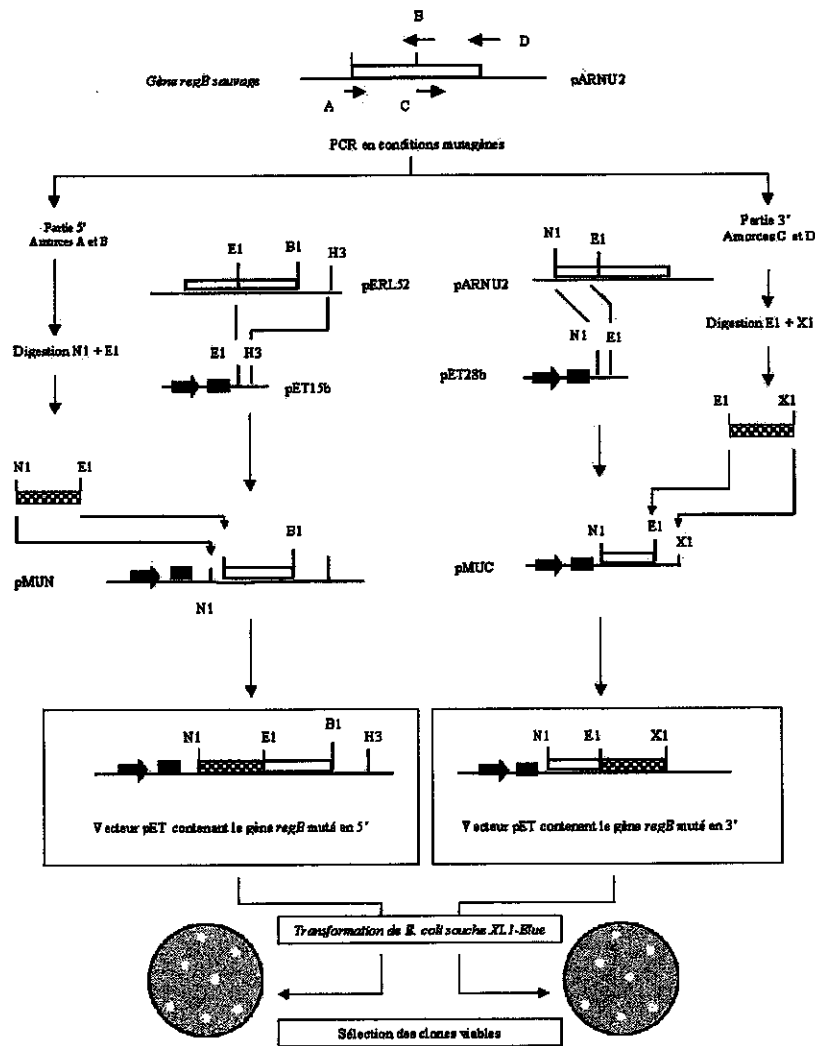 B
D
Gène regB sauvage
pARNU2
A
C
PCR en conditions mutagènes
Partie 5'
Amorces A et B
Partie 3'
Amorces C et D
E1
B1
H3
pERL52
N1
E1
pARNU2
Digestion N1 + E1
Digestion E1 + X1
E1
H3
pET15b
N1
E1
pET28b
E1
X1
N1
E1
B1
pMUN
N1
N1
E1
X1
pMUC
N1
E1
B1
H3
Vecteur pET contenant le gène regB muté en 5'
N1
E1
X1
Vecteur pET contenant le gène regB muté en 3'
Transformation de E. coli souche XL1-Blue
Sélection des clones viables